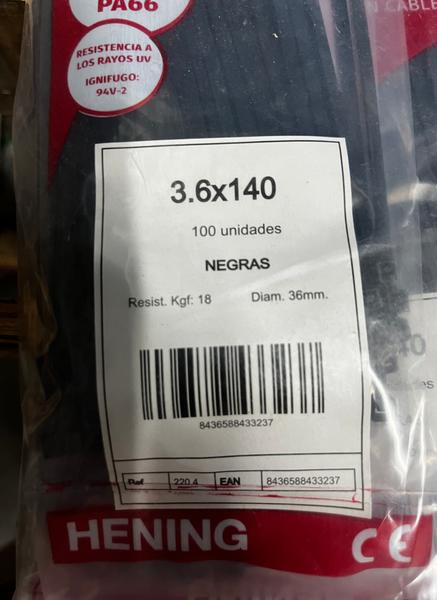 PA66
RESISTENCIA A
LOS RAYOS UV
IGNIFUGO:
94V-2
N CABLE
3.6x140
100 unidades
NEGRAS
Resist. Kgf: 18 Diam. 36mm.
8436588433237
Ref 220.4 EAN 8436588433237
HENING CE